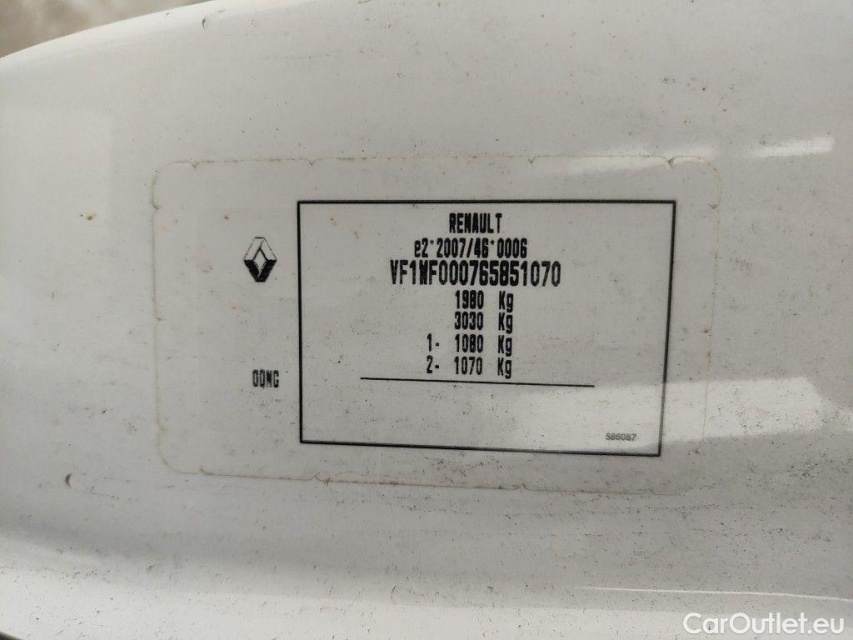 RENAULT
e2*2007/46*0006
VF1WF000765851070
1980 Kg
3030 Kg
1- 1080 Kg
2- 1070 Kg
00NG
586087
CarOutlet.eu